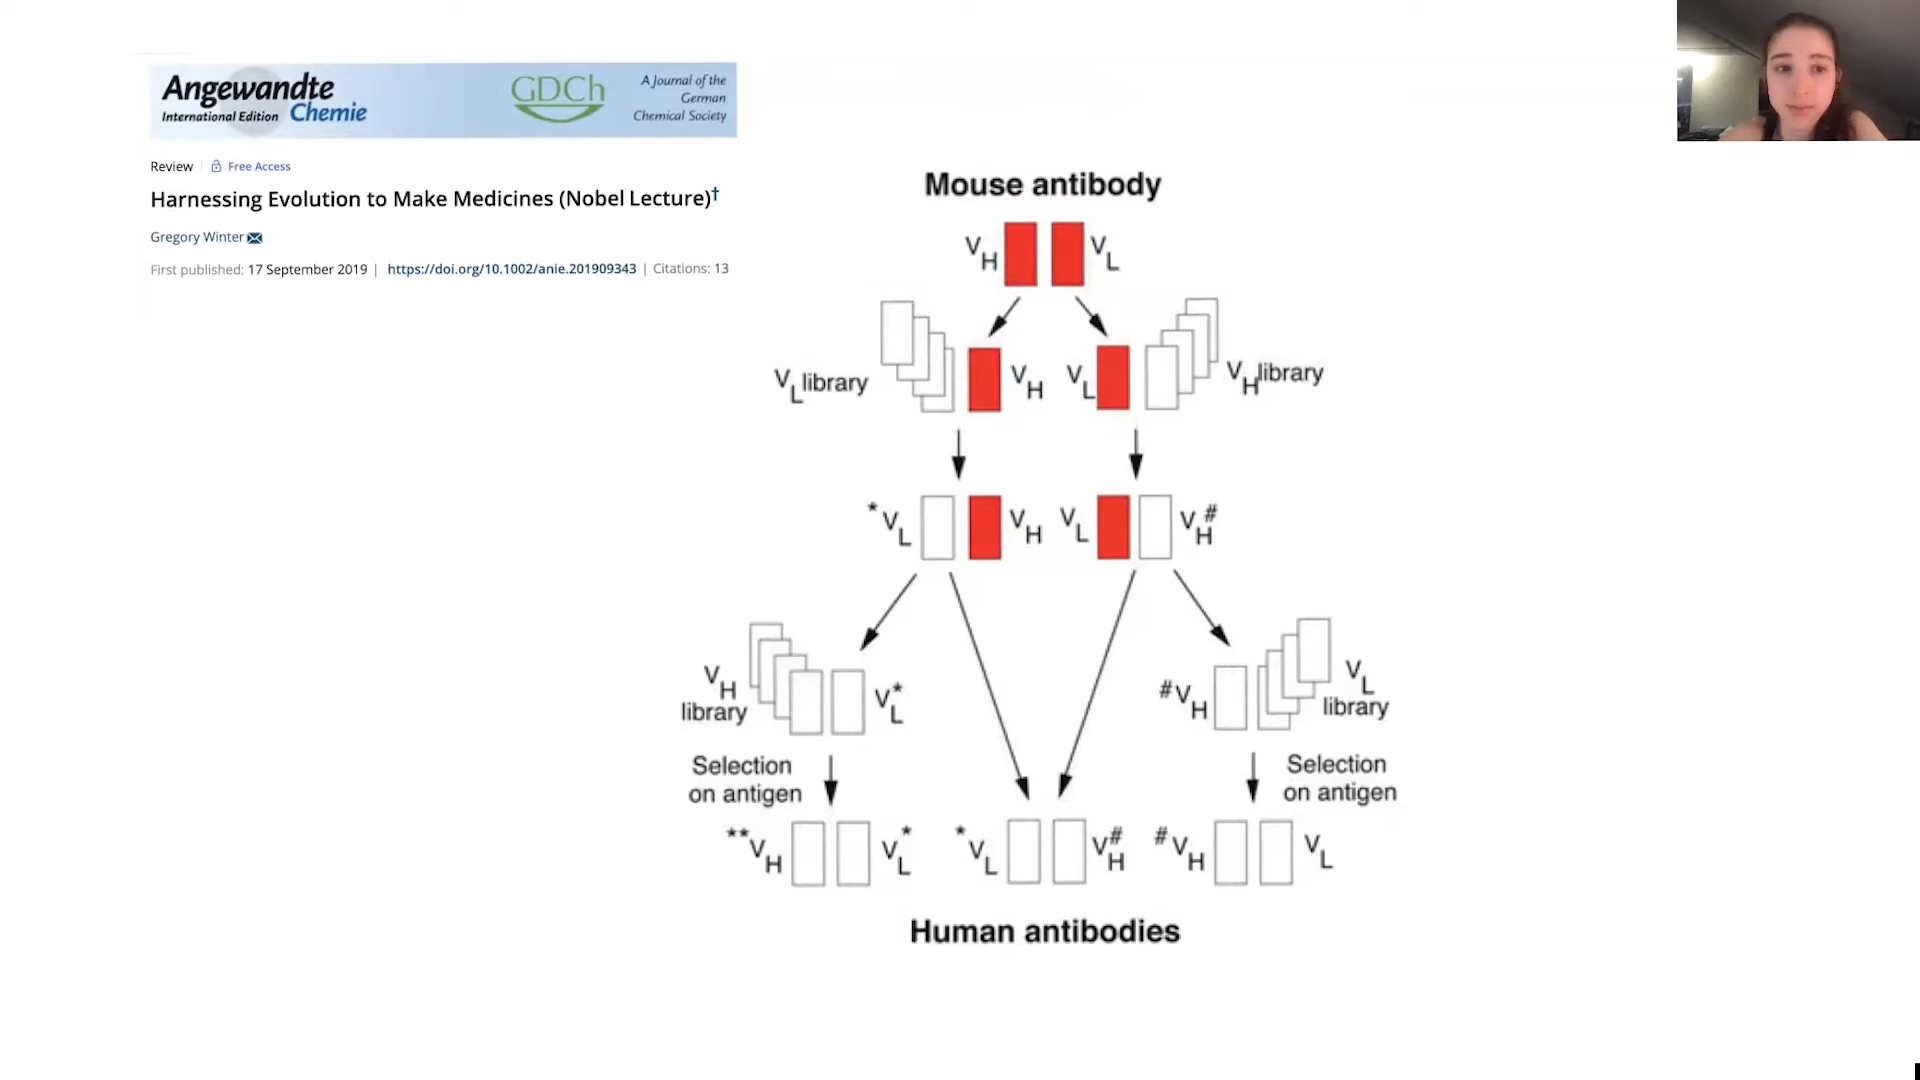 Angewandte
International Edition Chemie
GDCh
A Journal of the
German
Chemical Society
Review | Free Access
Harnessing Evolution to Make Medicines (Nobel Lecture)†
Gregory Winter
First published: 17 September 2019 | https://doi.org/10.1002/anie.201909343 | Citations: 13
Mouse antibody
VH VL
VL library VH VL VH library
*VL VH VL VH#
VH
library
VL*
#VH
VL
library
Selection
on antigen
Selection
on antigen
**VH VL* *VL VH# #VH VL
Human antibodies